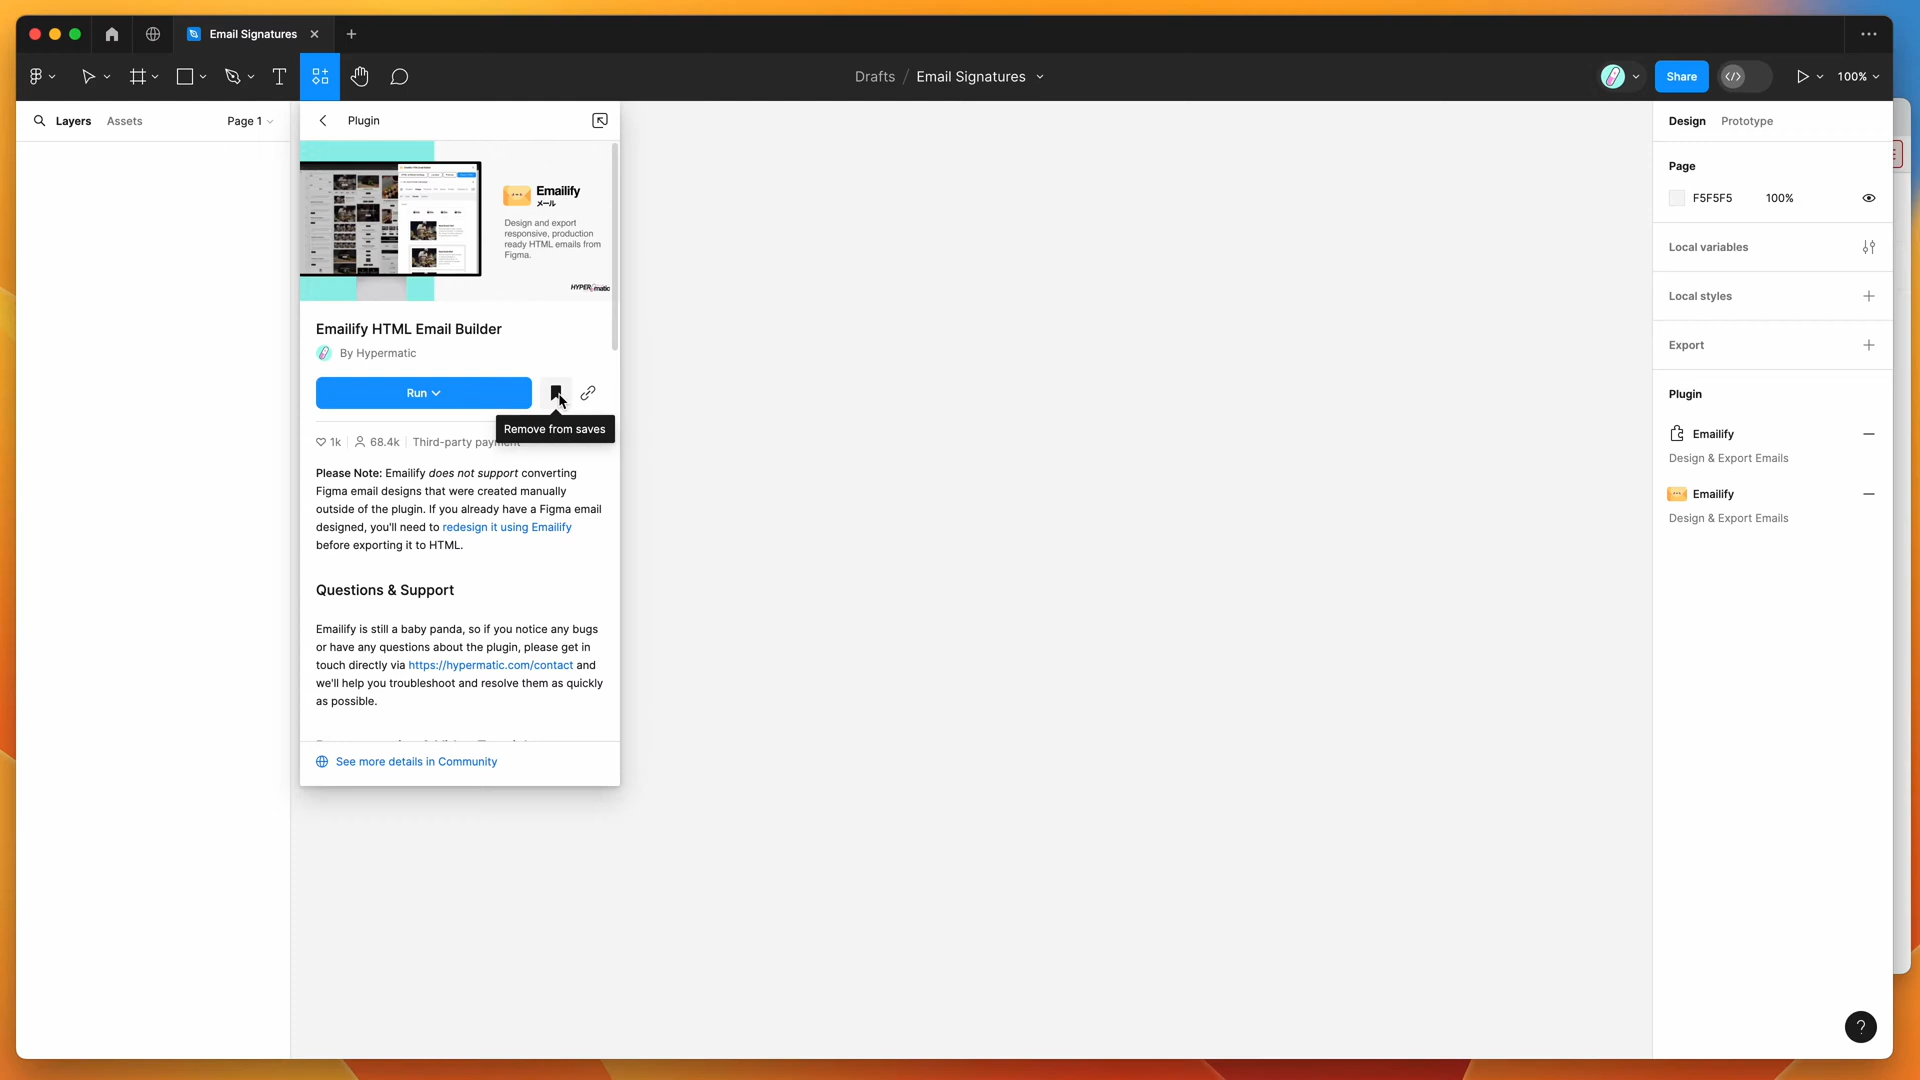 Email Signatures
Drafts / Email Signatures
Share
100%
Layers
Assets
Page 1
Plugin
Emailify
メール
Design and export
responsive, production
ready HTML emails from
Figma.
HYPERmatic
Emailify HTML Email Builder
By Hypermatic
Run
Remove from saves
1k
68.4k
Third-party payment
Please Note: Emailify does not support converting
Figma email designs that were created manually
outside of the plugin. If you already have a Figma email
designed, you'll need to redesign it using Emailify
before exporting it to HTML.
Questions & Support
Emailify is still a baby panda, so if you notice any bugs
or have any questions about the plugin, please get in
touch directly via https://hypermatic.com/contact and
we'll help you troubleshoot and resolve them as quickly
as possible.
See more details in Community
Design
Prototype
Page
F5F5F5
100%
Local variables
Local styles
Export
Plugin
Emailify
Design & Export Emails
Emailify
Design & Export Emails
?